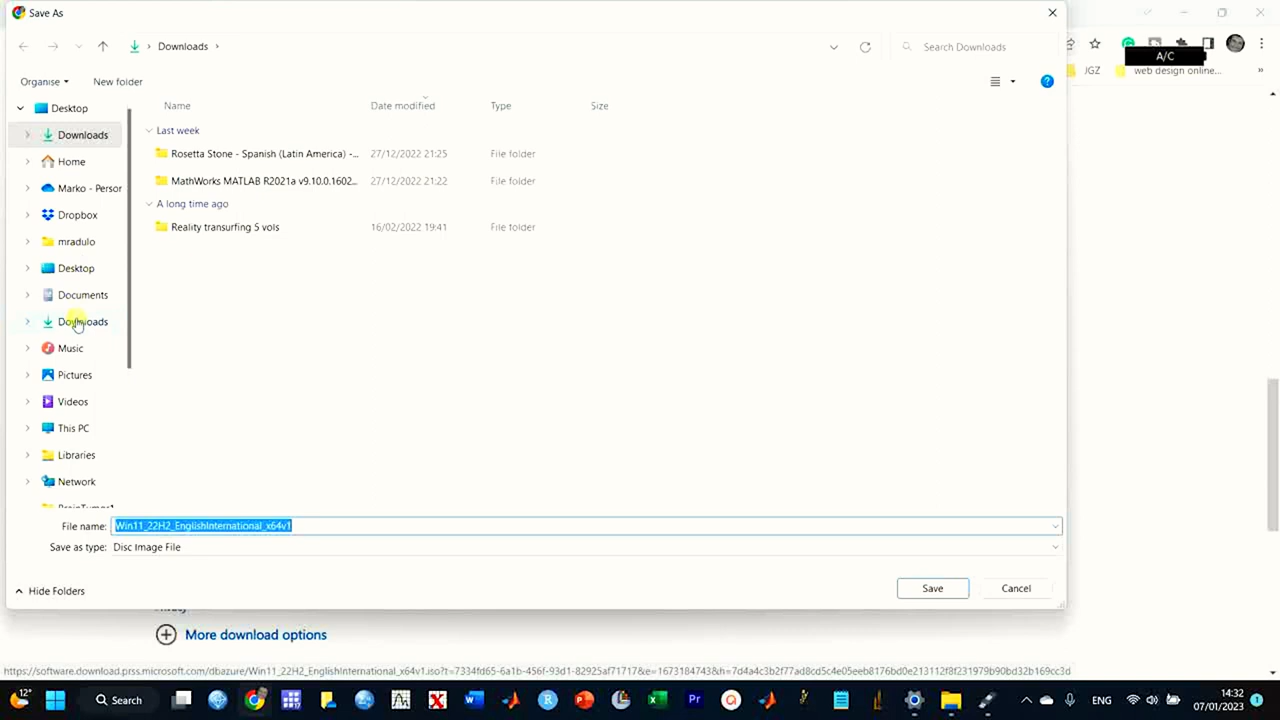 Save As
Downloads
Search Downloads
A/C
JGZ
web design online...
Organise
New folder
Name
Date modified
Type
Size
Desktop
Downloads
Home
Marko - Persor
Dropbox
mradulo
Desktop
Documents
Downloads
Music
Pictures
Videos
This PC
Libraries
Network
Last week
Rosetta Stone - Spanish (Latin America) -...
27/12/2022 21:25
File folder
MathWorks MATLAB R2021a v9.10.0.1602...
27/12/2022 21:22
File folder
A long time ago
Reality transurfing 5 vols
16/02/2022 19:41
File folder
File name:
Win11_22H2_EnglishInternational_x64v1
Save as type:
Disc Image File
Hide Folders
Save
Cancel
More download options
https://software.download.prss.microsoft.com/dbazure/Win11_22H2_EnglishInternational_x64v1.iso?t=7334fd65-6a1b-456f-93d1-82925af71717&e=1673184743&h=7d4a4c3b2f77ad8cd5c4e05eeb8176bd0e213112f8f231979b90bd32b169cc3d
12°
Search
ENG
14:32
07/01/2023